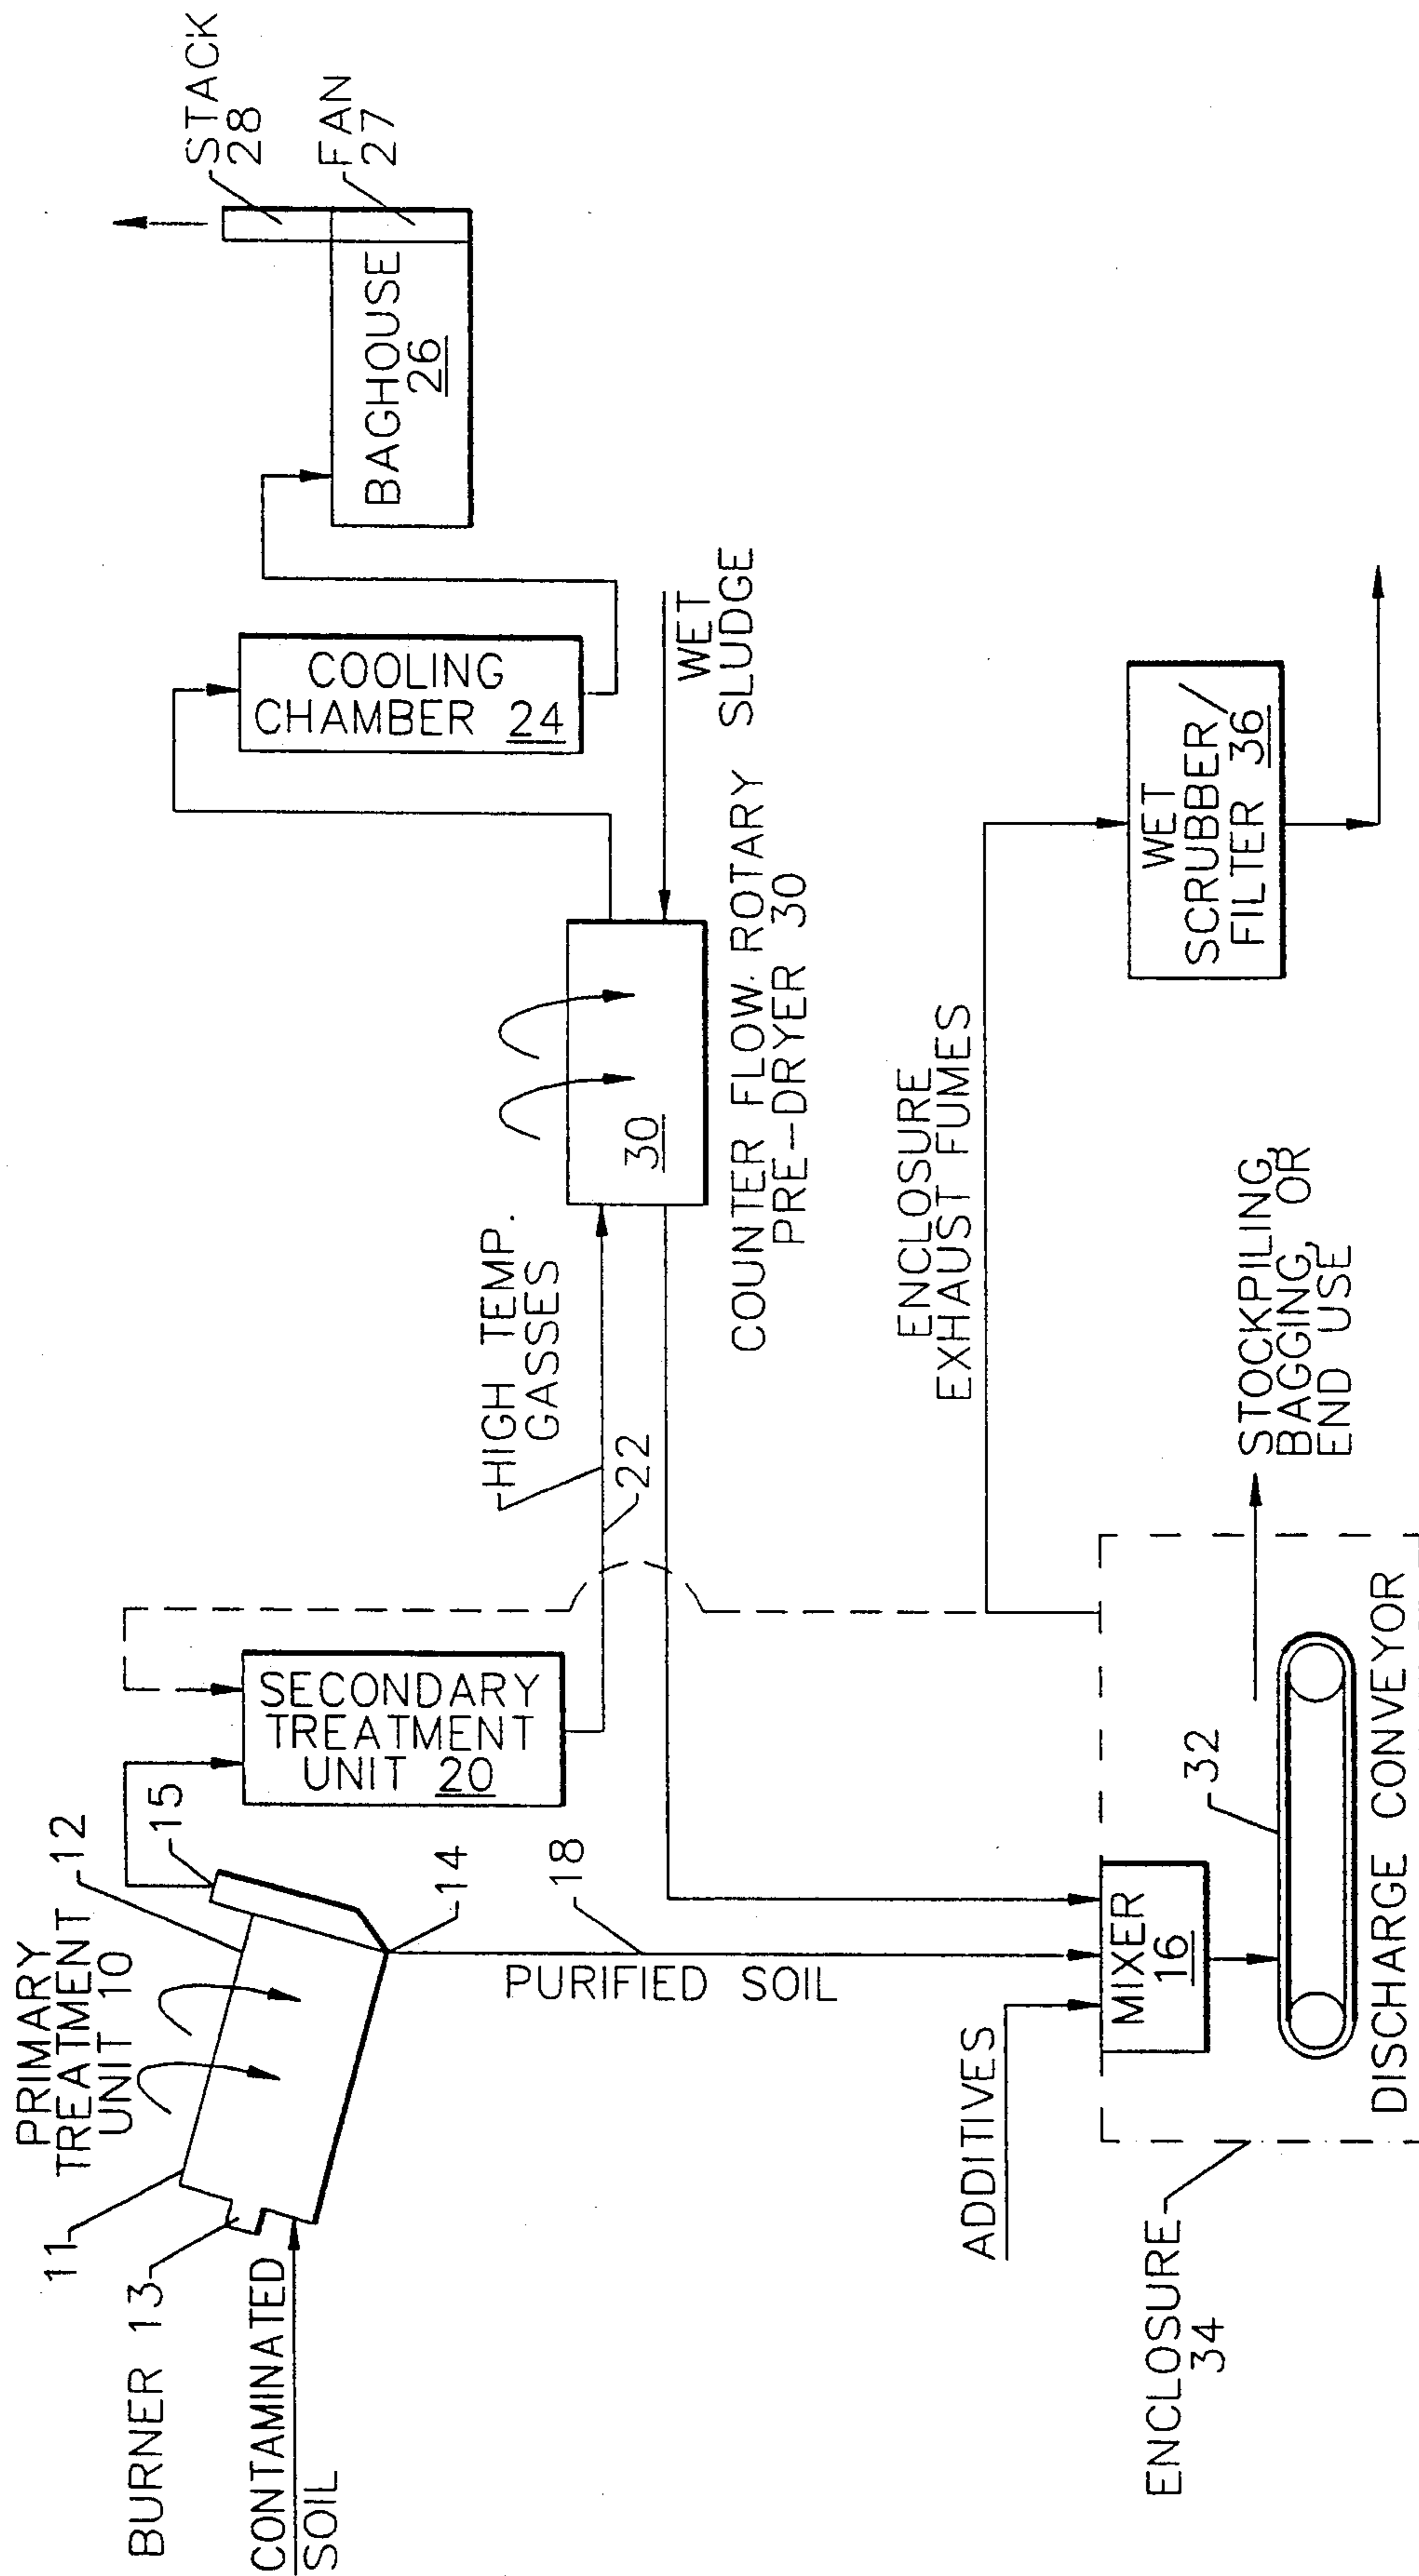 PRIMARY
TREATMENT
UNIT 10
11
12
BURNER 13
15
CONTAMINATED
SOIL
14
SECONDARY
TREATMENT
UNIT 20
HIGH TEMP.
GASSES
22
30
COUNTER FLOW ROTARY
PRE-DRYER 30
WET
SLUDGE
COOLING
CHAMBER 24
BAGHOUSE
26
STACK
28
FAN
27
18
PURIFIED SOIL
ADDITIVES
MIXER
16
ENCLOSURE
34
32
DISCHARGE CONVEYOR
STOCKPILING,
BAGGING, OR
END USE
ENCLOSURE
EXHAUST FUMES
WET
SCRUBBER/
FILTER 36